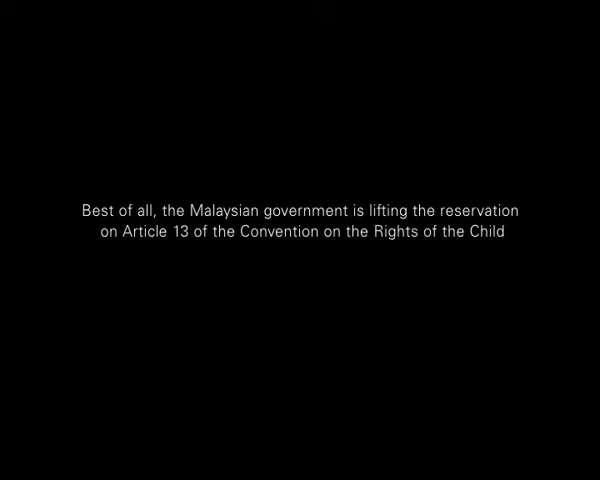 Best of all, the Malaysian government is lifting the reservation
on Article 13 of the Convention on the Rights of the Child